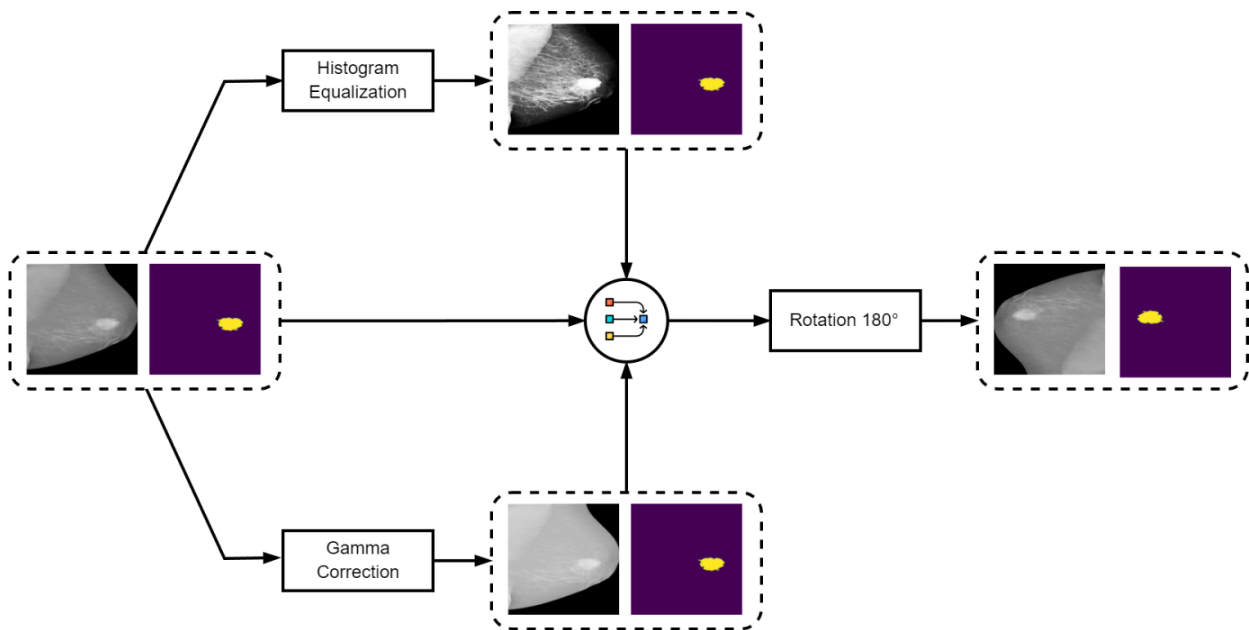 Histogram
Equalization
Rotation 180°
Gamma
Correction